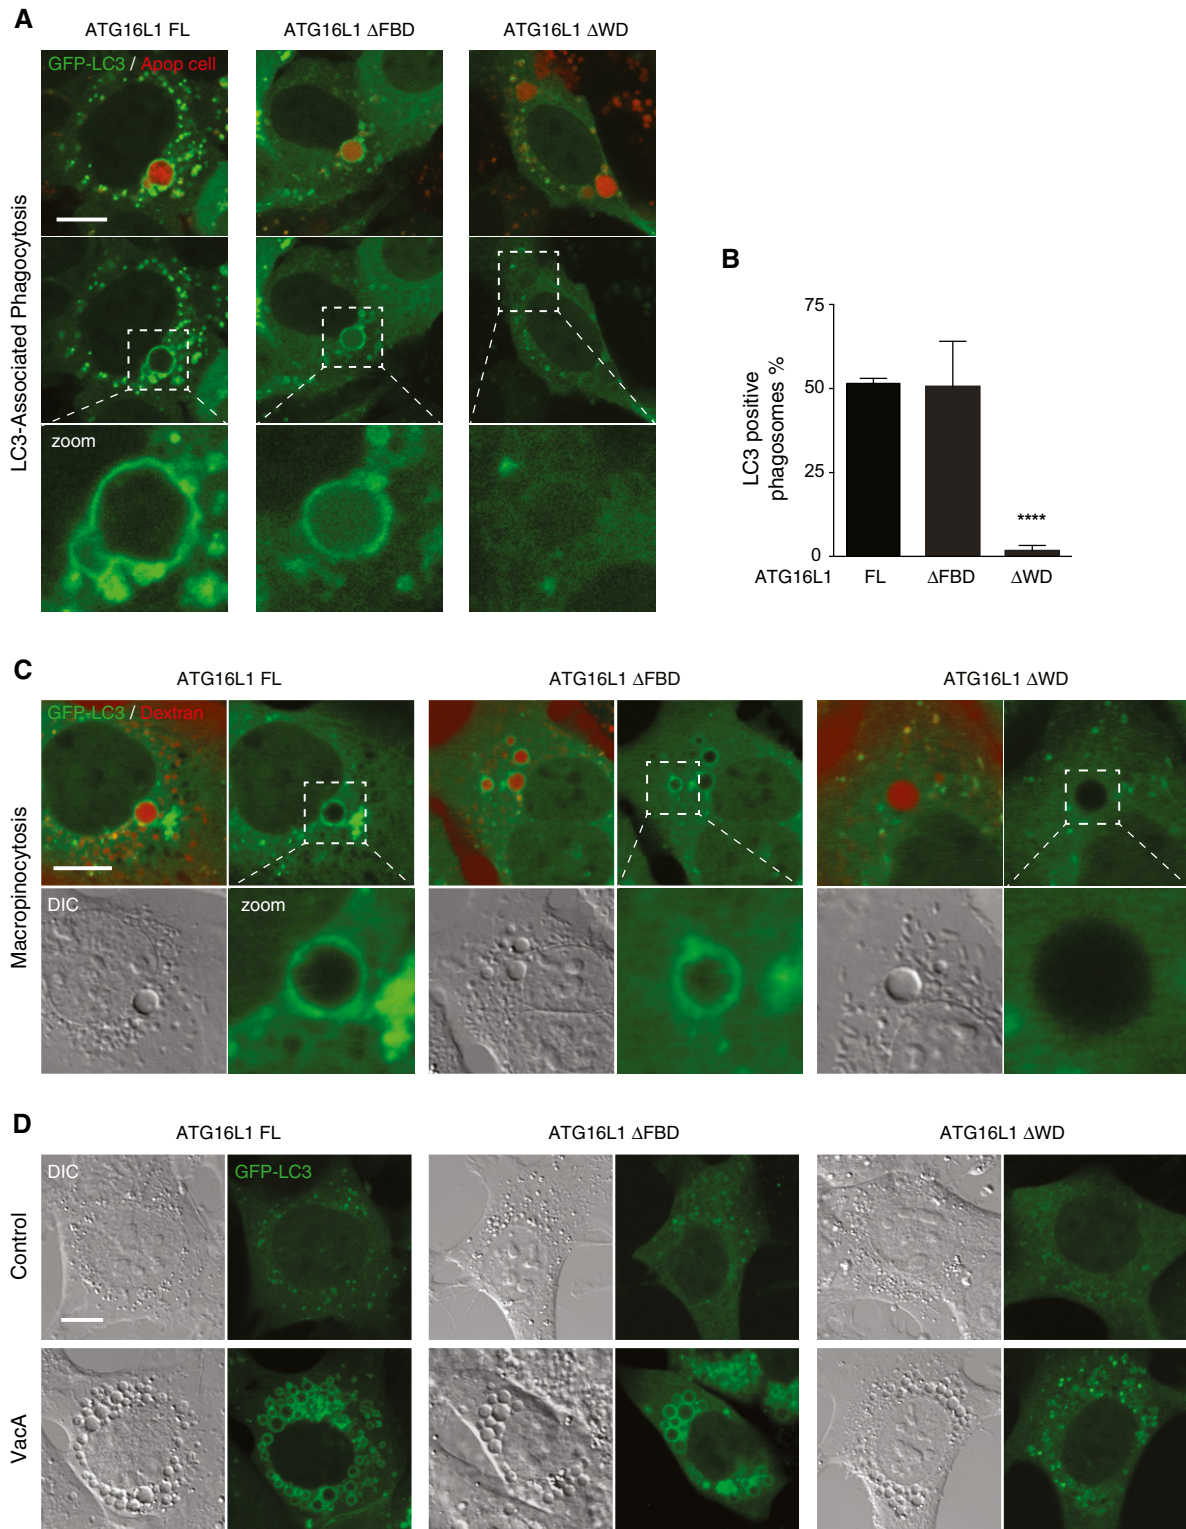 A
ATG16L1 FL
ATG16L1 ΔFBD
ATG16L1 ΔWD
GFP-LC3 / Apop cell
LC3-Associated Phagocytosis
zoom
B
75
50
25
0
LC3 positive
phagosomes %
****
ATG16L1 FL ΔFBD ΔWD
C
ATG16L1 FL
ATG16L1 ΔFBD
ATG16L1 ΔWD
GFP-LC3 / Dextran
Macropinocytosis
DIC
zoom
D
ATG16L1 FL
ATG16L1 ΔFBD
ATG16L1 ΔWD
DIC
GFP-LC3
Control
VacA